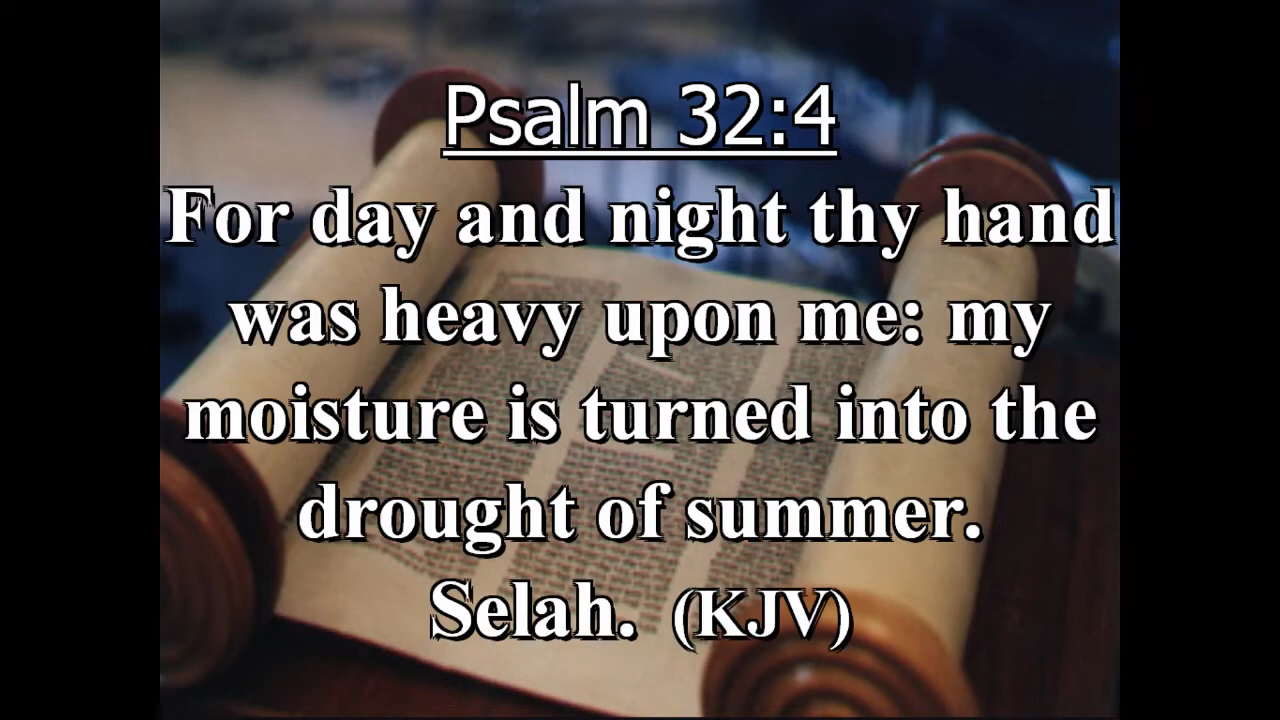 Psalm 32:4
For day and night thy hand
was heavy upon me: my
moisture is turned into the
drought of summer.
Selah. (KJV)